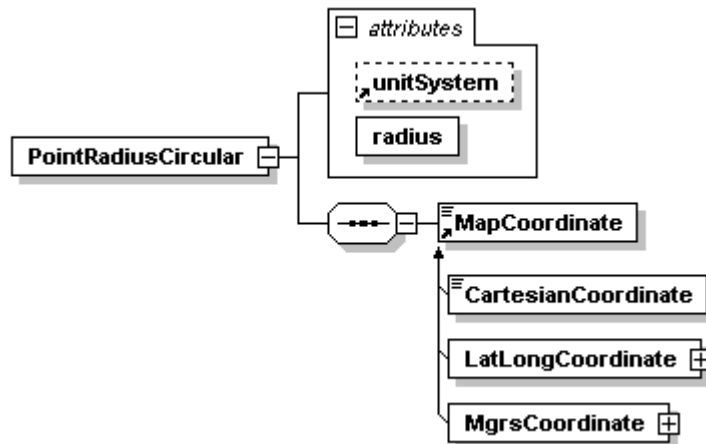 attributes
unitSystem
radius
PointRadiusCircular
MapCoordinate
CartesianCoordinate
LatLongCoordinate
MgrsCoordinate